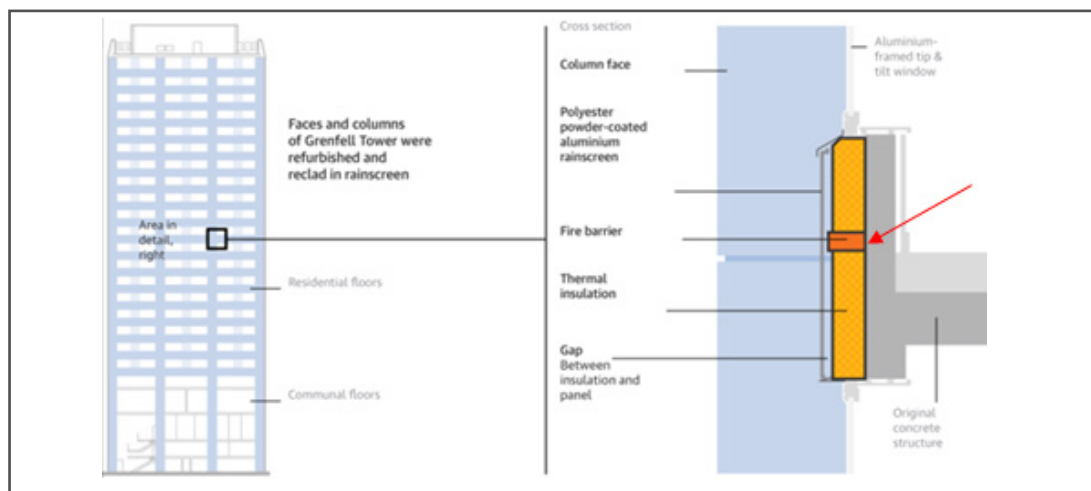 Faces and columns
of Grenfell Tower were
refurbished and
reclad in rainscreen
Area in
detail,
right
Residential floors
Communal floors
Cross section
Column face
Polyester
powder-coated
aluminium
rainscreen
Fire barrier
Thermal
insulation
Gap
Between
insulation and
panel
Aluminium-
framed tip &
tilt window
Original
concrete
structure